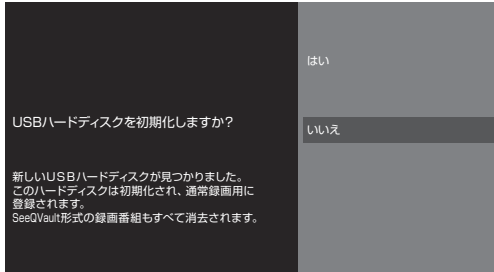 USBハードディスクを初期化しますか?
新しいUSBハードディスクが見つかりました。
このハードディスクは初期化され、通常録画用に
登録されます。
SeeQVault形式の録画番組もすべて消去されます。
はい
いいえ